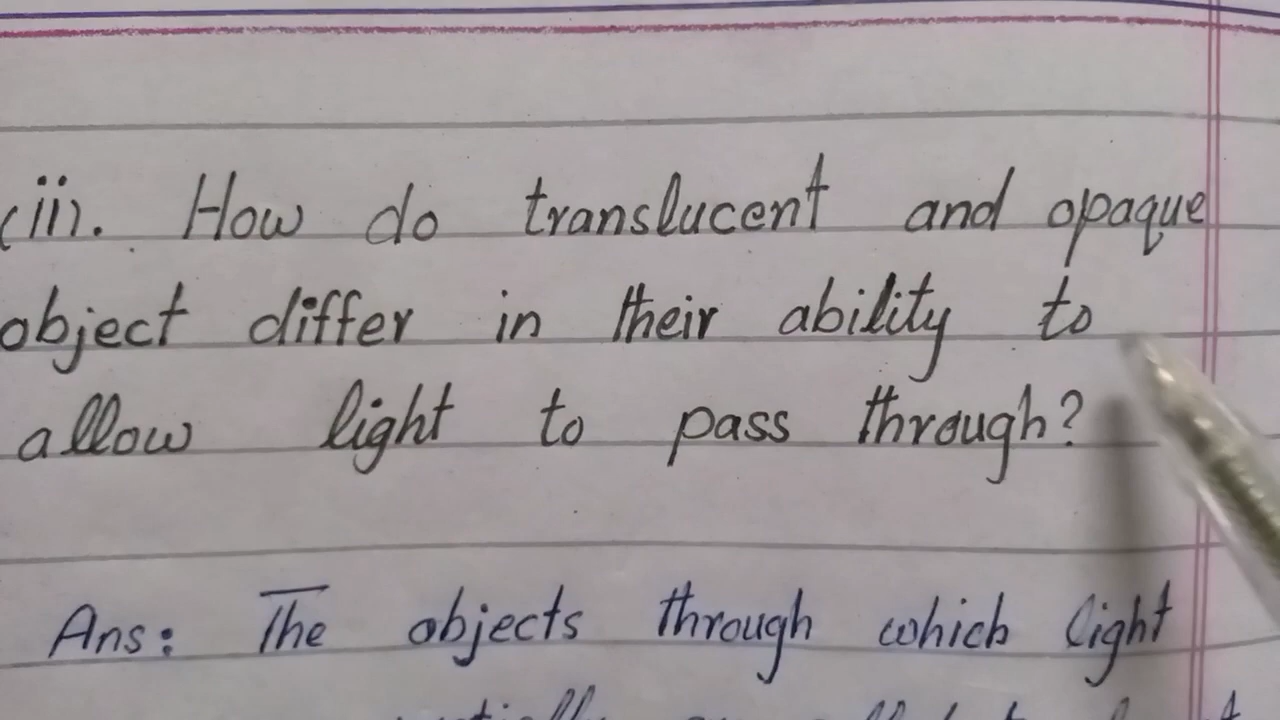 (iii). How do translucent and opaque
object differ in their ability to
allow light to pass through?
Ans: The objects through which light